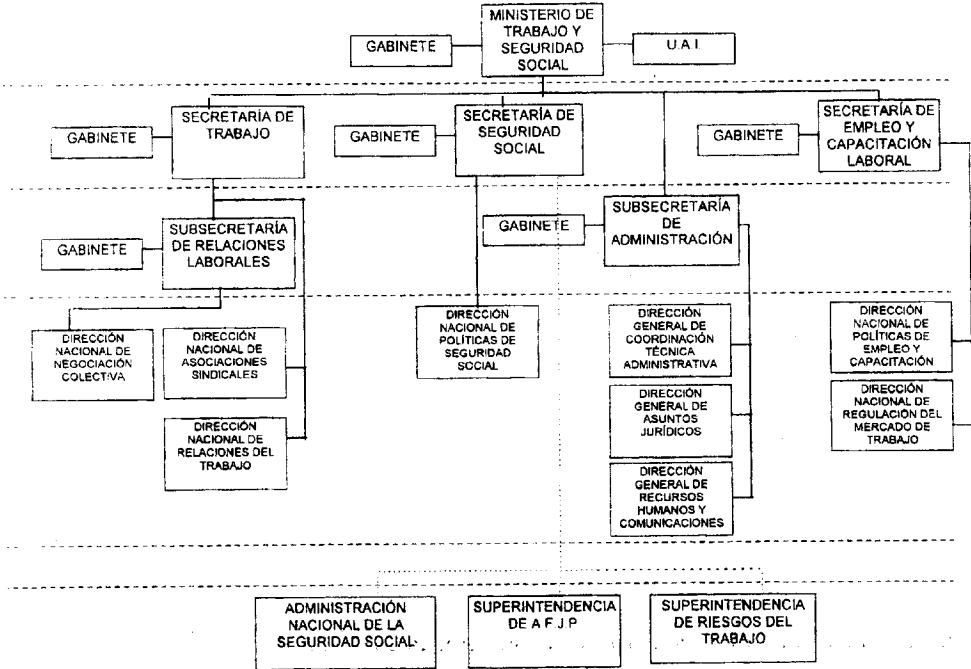 MINISTERIO DE
TRABAJO Y
SEGURIDAD
SOCIAL
GABINETE
U.A.I.
SECRETARÍA DE
TRABAJO
GABINETE
SECRETARÍA DE
SEGURIDAD
SOCIAL
GABINETE
SECRETARÍA DE
EMPLEO Y
CAPACITACIÓN
LABORAL
GABINETE
SUBSECRETARÍA
DE RELACIONES
LABORALES
GABINETE
SUBSECRETARÍA
DE
ADMINISTRACIÓN
GABINETE
DIRECCIÓN
NACIONAL DE
NEGOCIACIÓN
COLECTIVA
DIRECCIÓN
NACIONAL DE
ASOCIACIONES
SINDICALES
DIRECCIÓN
NACIONAL DE
POLÍTICAS DE
SEGURIDAD
SOCIAL
DIRECCIÓN
GENERAL DE
COORDINACIÓN
TÉCNICA
ADMINISTRATIVA
DIRECCIÓN
NACIONAL DE
POLÍTICAS DE
EMPLEO Y
CAPACITACIÓN
DIRECCIÓN
NACIONAL DE
RELACIONES DEL
TRABAJO
DIRECCIÓN
GENERAL DE
ASUNTOS
JURÍDICOS
DIRECCIÓN
NACIONAL DE
REGULACIÓN DEL
MERCADO DE
TRABAJO
DIRECCIÓN
GENERAL DE
RECURSOS
HUMANOS Y
COMUNICACIONES
ADMINISTRACIÓN
NACIONAL DE LA
SEGURIDAD SOCIAL
SUPERINTENDENCIA
DE A F J P
SUPERINTENDENCIA
DE RIESGOS DEL
TRABAJO